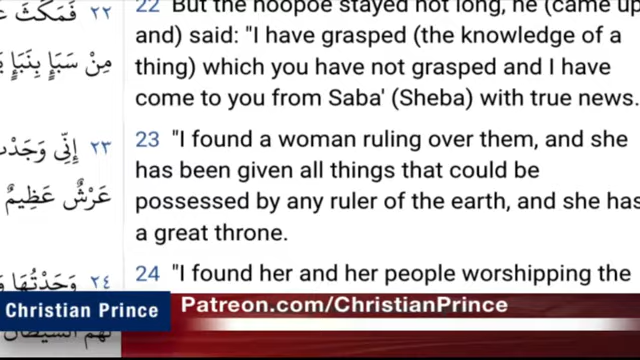 22 But the hoopoe stayed not long, he (came up
٢٢ فَمَكَثَ
and) said: "I have grasped (the knowledge of a
thing) which you have not grasped and I have
مِنْ سَبَإٍ بِنَبَإٍ
come to you from Saba' (Sheba) with true news.
23 "I found a woman ruling over them, and she
٢٣ إِنِّي وَجَدْتُ
has been given all things that could be
possessed by any ruler of the earth, and she has
عَرْشٌ عَظِيمٌ
a great throne.
24 "I found her and her people worshipping the
٢٤ وَجَدْتُهَا
Christian Prince
Patreon.com/ChristianPrince